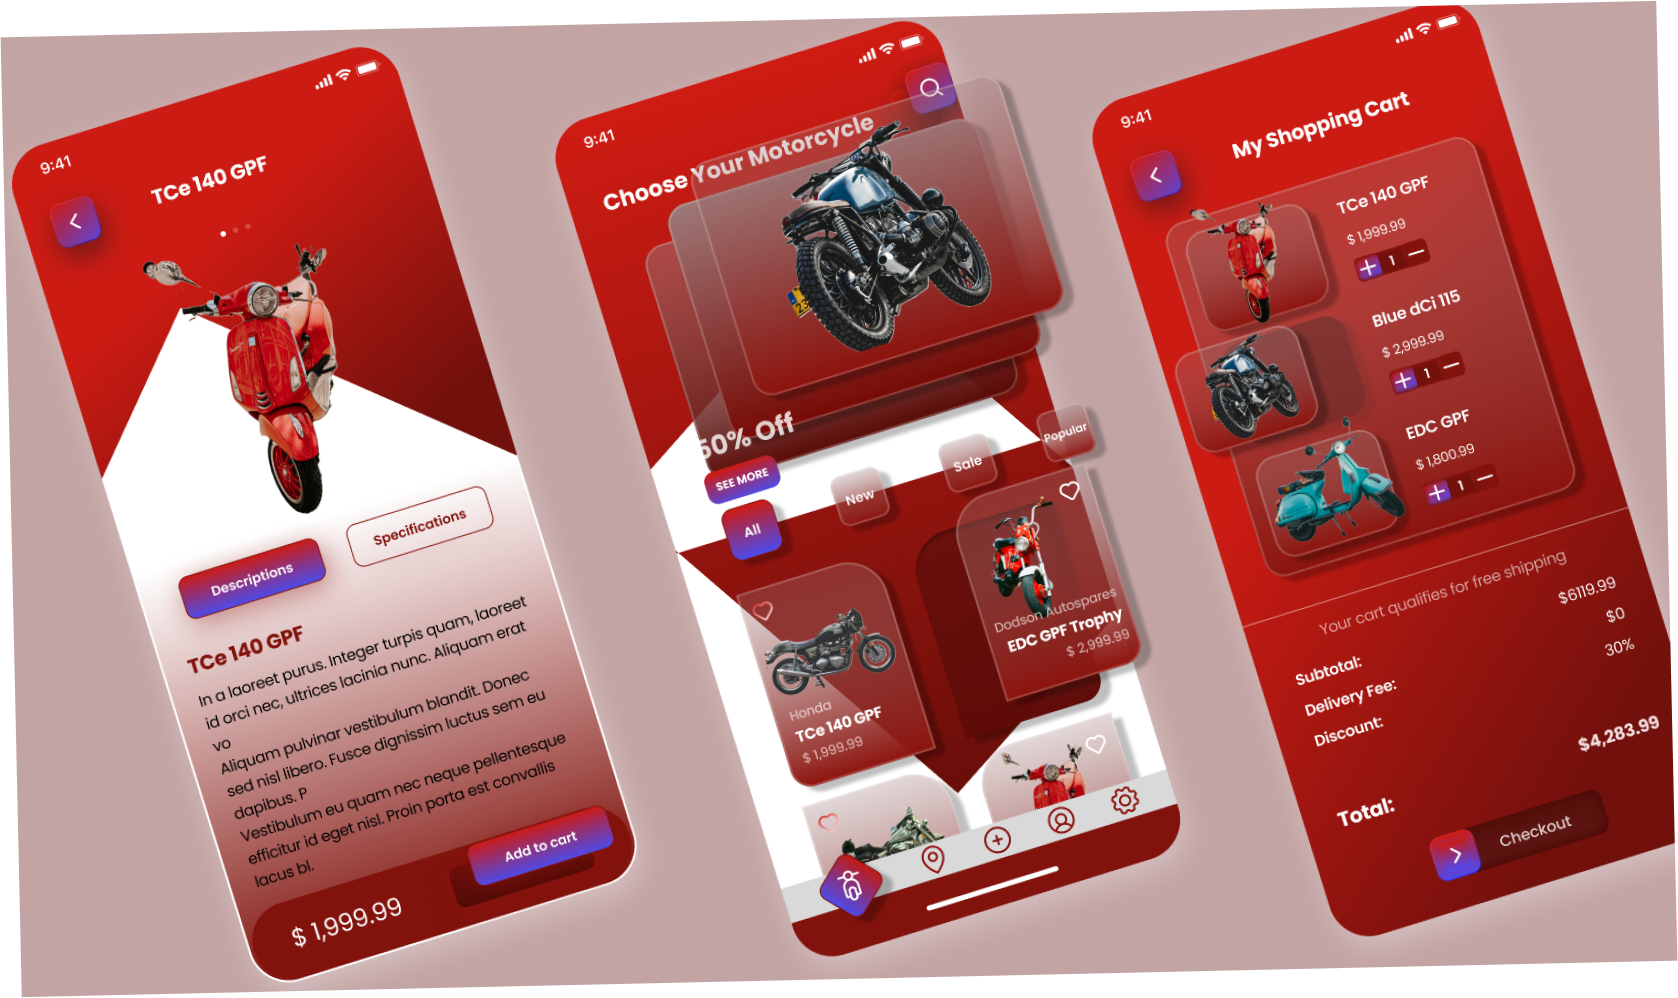 9:41
TCe 140 GPF
Descriptions
Specifications
TCe 140 GPF
In a laoreet purus. Integer turpis quam, laoreet
id orci nec, ultrices lacinia nunc. Aliquam erat
vo
Aliquam pulvinar vestibulum blandit. Donec
sed nisl libero. Fusce dignissim luctus sem eu
dapibus. P
Vestibulum eu quam nec neque pellentesque
efficitur id eget nisl. Proin porta est convallis
lacus bl.
Add to cart
$ 1,999.99
9:41
Choose Your Motorcycle
50% Off
SEE MORE
All
New
Sale
Popular
Honda
TCe 140 GPF
$ 1,999.99
Dodson Autospares
EDC GPF Trophy
$ 2,999.99
9:41
My Shopping Cart
TCe 140 GPF
$ 1,999.99
1
Blue dCi 115
$ 2,999.99
1
EDC GPF
$ 1,800.99
1
Your cart qualifies for free shipping
Subtotal: $6119.99
Delivery Fee: $0
Discount: 30%
Total: $4,283.99
Checkout